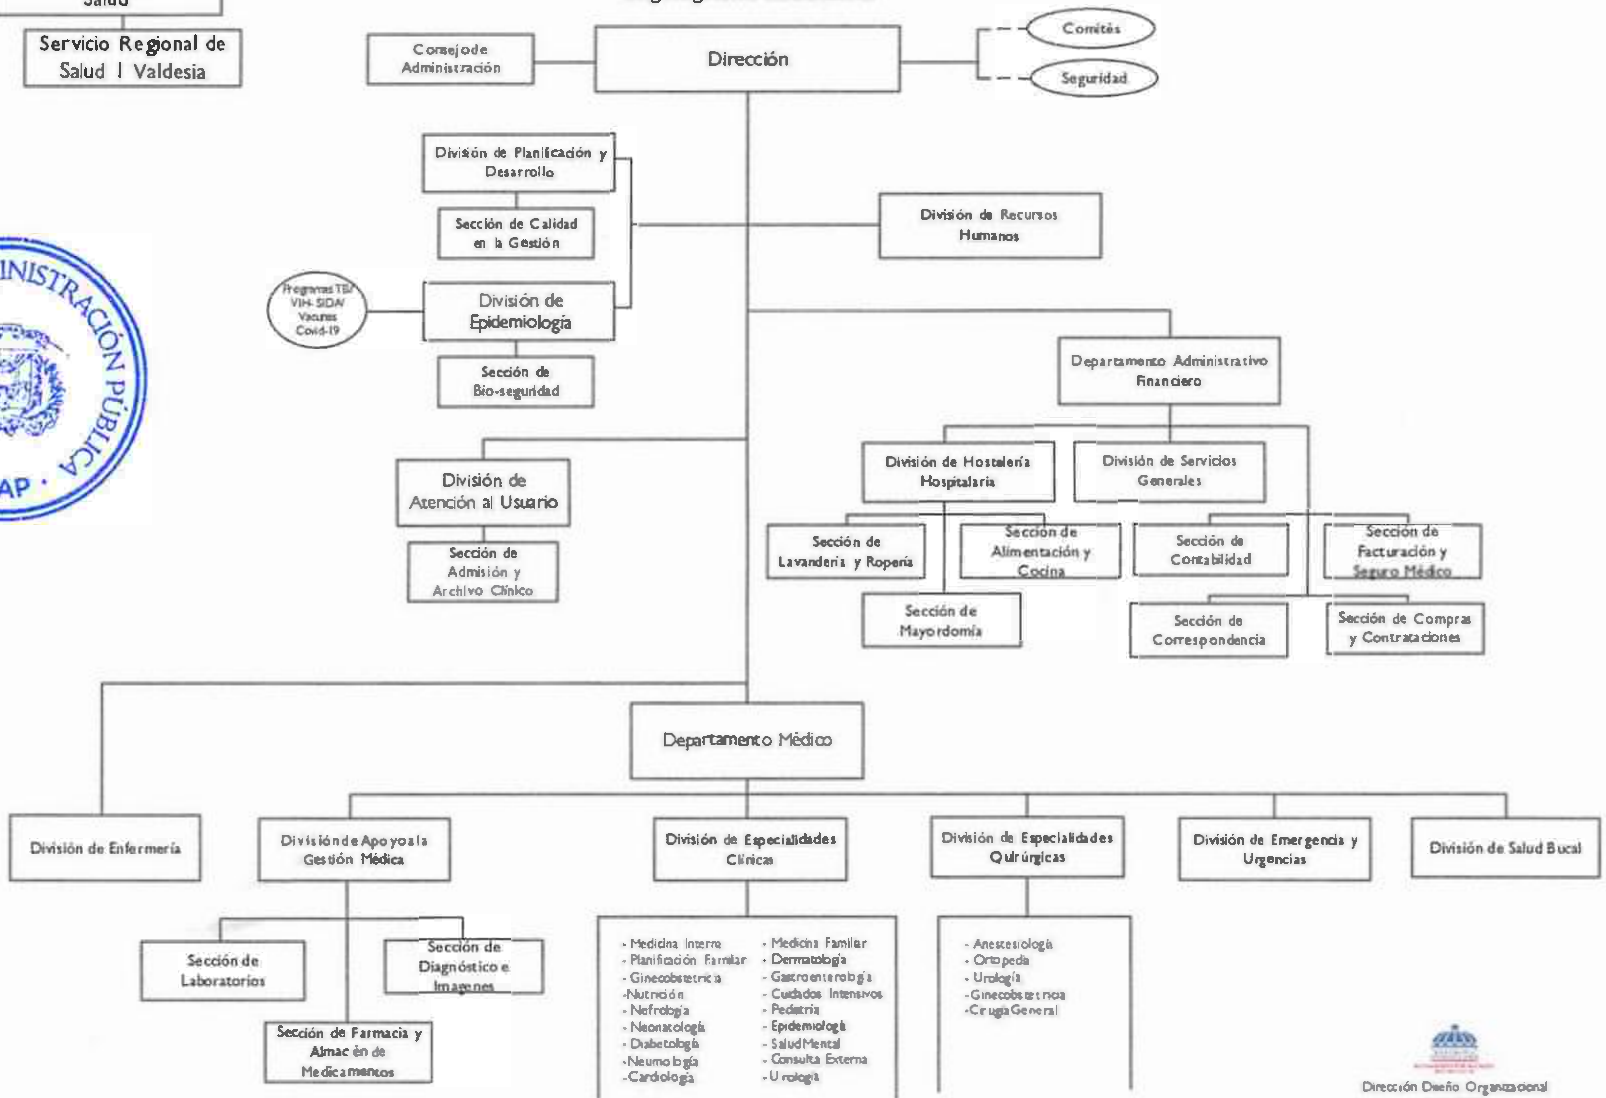 Salud
Servicio Regional de
Salud I Valdesia
Consejo de
Administración
Dirección
Comités
Seguridad
División de Planificación y
Desarrollo
Sección de Calidad
en la Gestión
División de Recursos
Humanos
Programas TB/
VIH- SIDA/
Vacunas
Covid-19
División de
Epidemiología
Sección de
Bio-seguridad
Departamento Administrativo
Financiero
División de
Atención al Usuario
Sección de
Admisión y
Archivo Clínico
División de Hostelería
Hospitalaria
División de Servicios
Generales
Sección de
Lavandería y Ropería
Sección de
Alimentación y
Cocina
Sección de
Contabilidad
Sección de
Facturación y
Seguro Médico
Sección de
Mayordomía
Sección de
Correspondencia
Sección de Compras
y Contrataciones
Departamento Médico
División de Enfermería
División de Apoyo a la
Gestión Médica
División de Especialidades
Clínicas
División de Especialidades
Quirúrgicas
División de Emergencia y
Urgencias
División de Salud Bucal
Sección de
Laboratorios
Sección de
Diagnóstico e
Imagenes
Sección de Farmacia y
Almacén de
Medicamentos
- Medicina Interna
- Planificación Familiar
- Ginecobstetricia
-Nutrición
- Nefrología
- Neonatología
- Diabetología
-Neumología
-Cardiología
- Medicina Familiar
- Dermatología
- Gastroenterología
- Cuidados Intensivos
- Pediatría
- Epidemiología
- Salud Mental
- Consulta Externa
- Urología
- Anestesiología
- Ortopedia
- Urología
-Ginecobstetricia
-Cirugía General
INISTRACIÓN PÚBLICA
AP ·
Dirección Diseño Organizacional